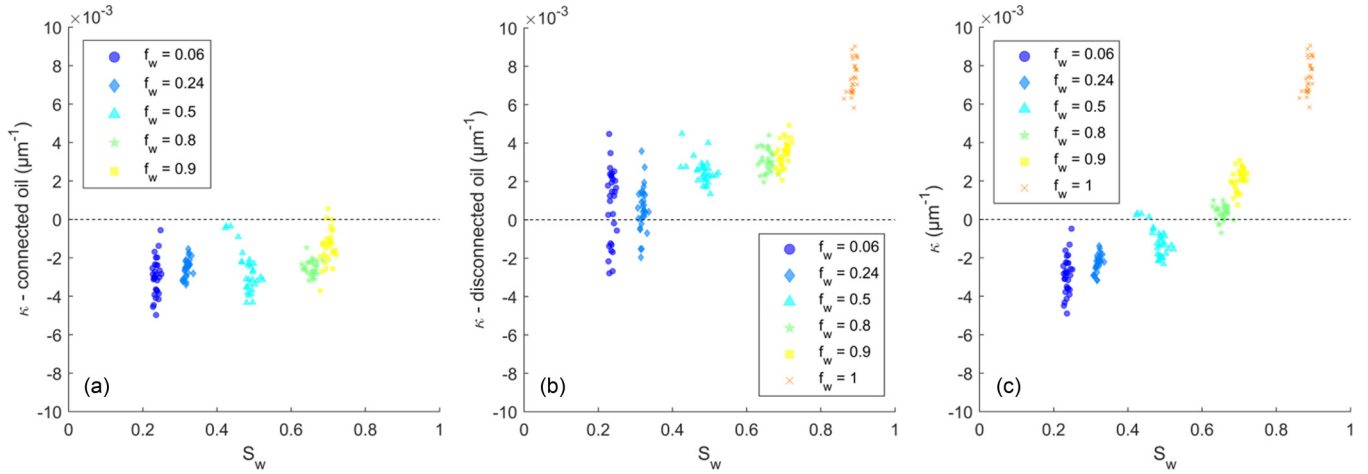 ×10⁻³
10
8
6
4
2
0
-2
-4
-6
-8
-10
κ - connected oil (μm⁻¹)
f_w = 0.06
f_w = 0.24
f_w = 0.5
f_w = 0.8
f_w = 0.9
(a)
0 0.2 0.4 0.6 0.8 1
S_w
×10⁻³
10
8
6
4
2
0
-2
-4
-6
-8
-10
κ - disconnected oil (μm⁻¹)
f_w = 0.06
f_w = 0.24
f_w = 0.5
f_w = 0.8
f_w = 0.9
f_w = 1
(b)
0 0.2 0.4 0.6 0.8 1
S_w
×10⁻³
10
8
6
4
2
0
-2
-4
-6
-8
-10
κ (μm⁻¹)
f_w = 0.06
f_w = 0.24
f_w = 0.5
f_w = 0.8
f_w = 0.9
f_w = 1
(c)
0 0.2 0.4 0.6 0.8 1
S_w